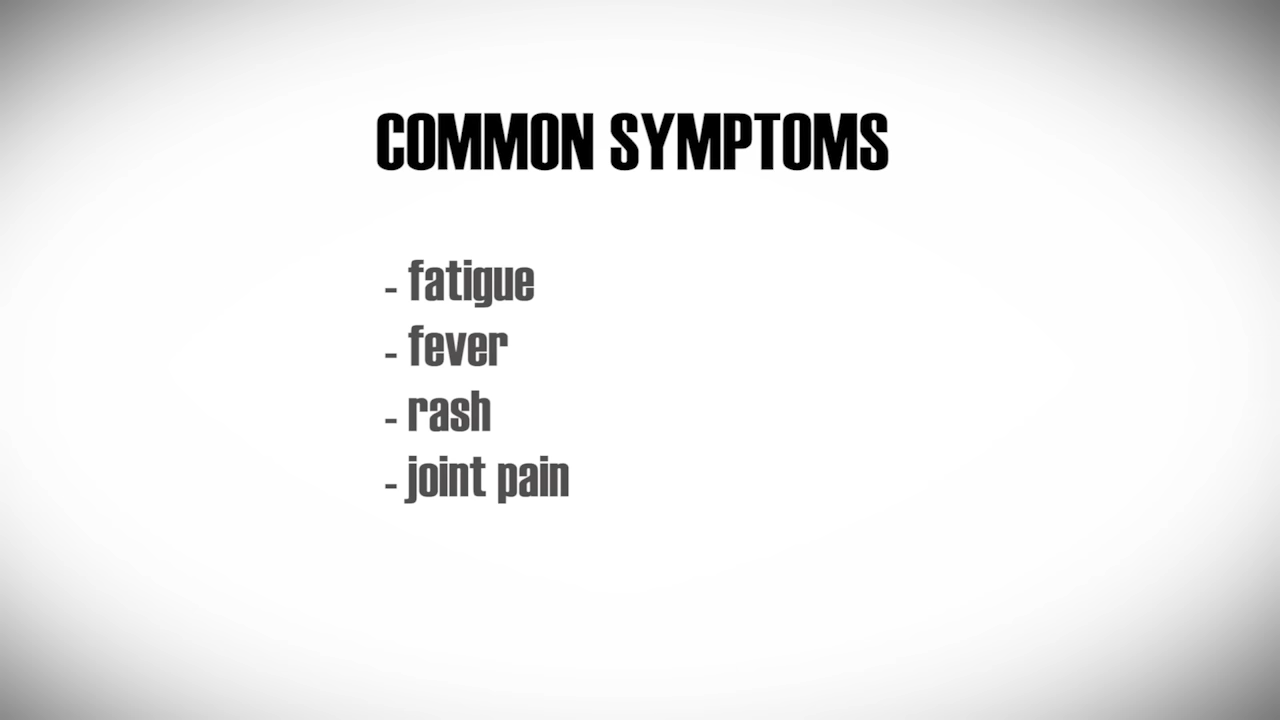 COMMON SYMPTOMS
- fatigue
- fever
- rash
- joint pain